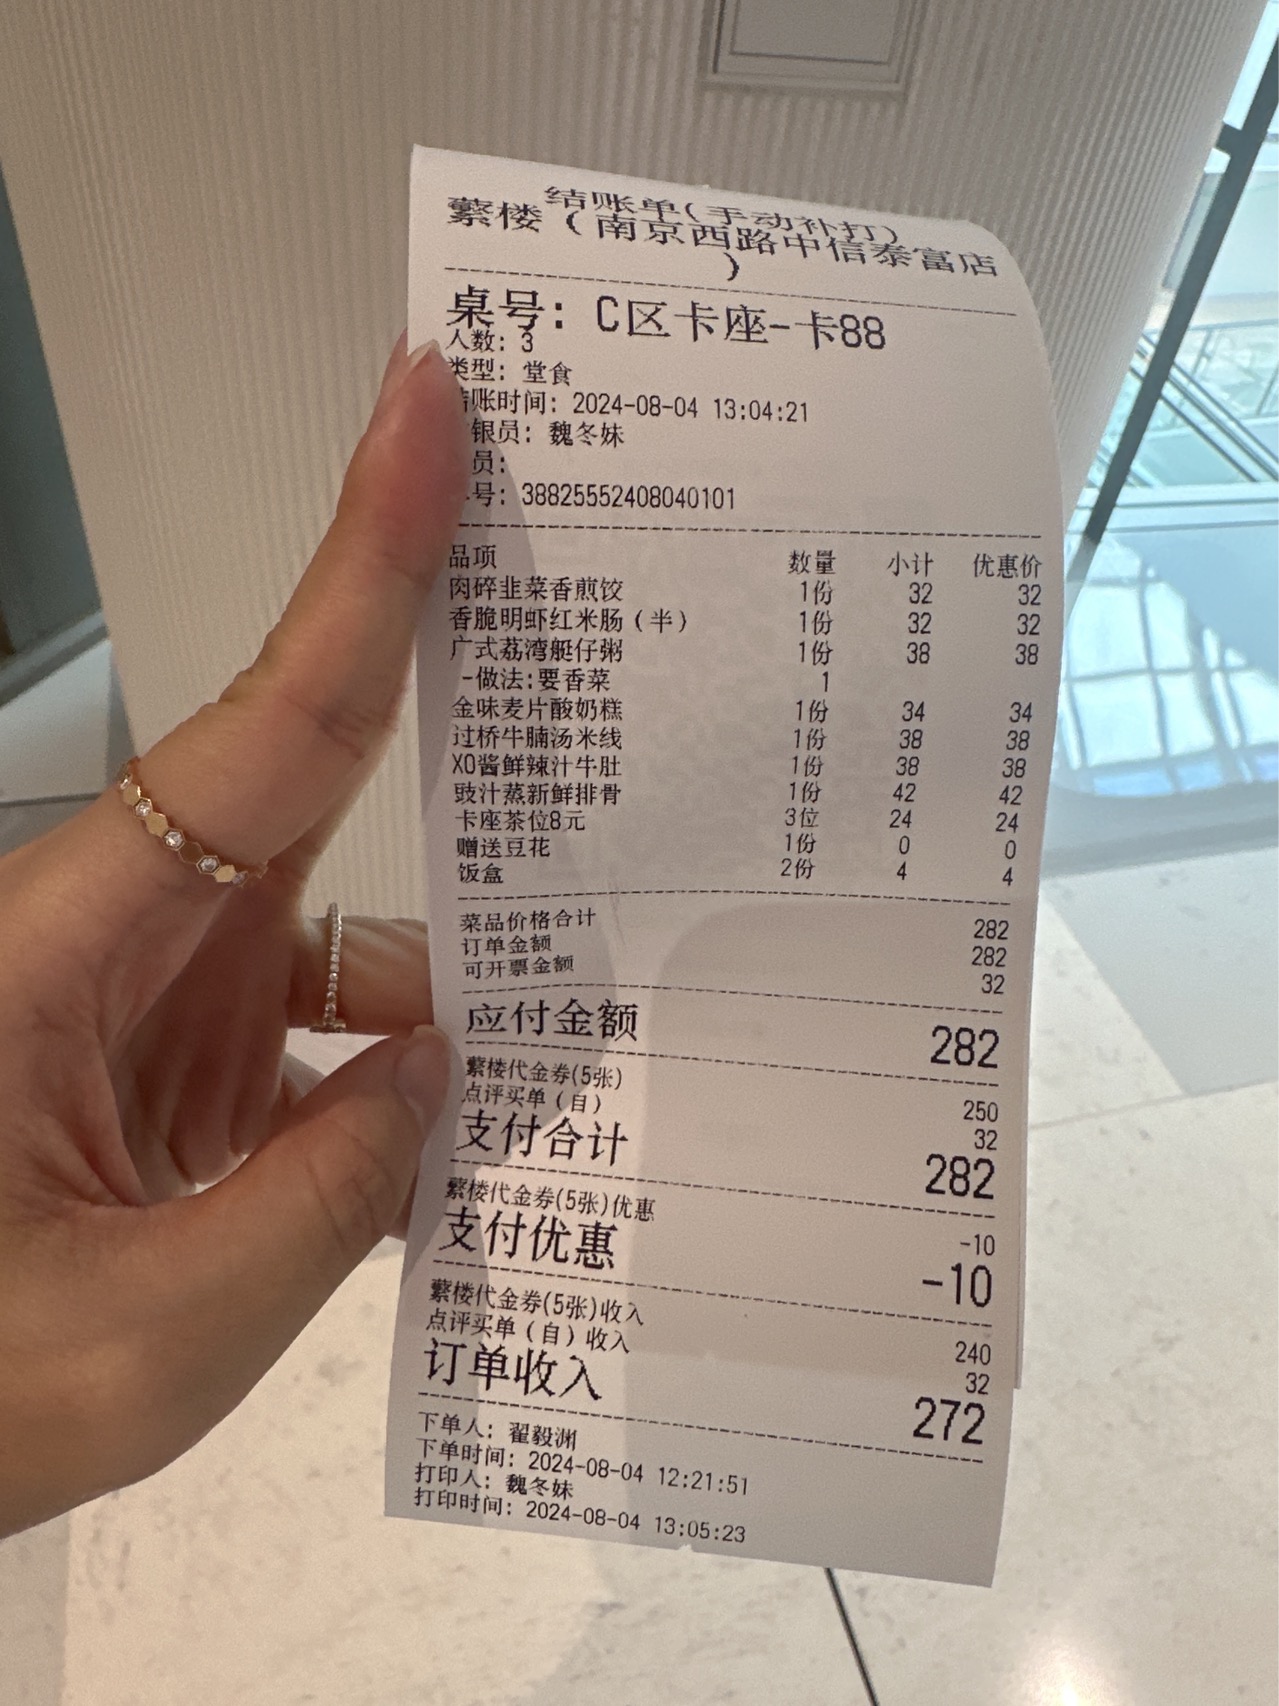 结账单(手动补打)
蘩楼（南京西路中信泰富店
）
桌号: C区卡座-卡88
人数: 3
类型: 堂食
账时间: 2024-08-04 13:04:21
银员: 魏冬妹
员:
号: 38825552408040101
品项 数量 小计 优惠价
肉碎韭菜香煎饺 1份 32 32
香脆明虾红米肠（半） 1份 32 32
广式荔湾艇仔粥 1份 38 38
-做法:要香菜 1
金味麦片酸奶糕 1份 34 34
过桥牛腩汤米线 1份 38 38
XO酱鲜辣汁牛肚 1份 38 38
豉汁蒸新鲜排骨 1份 42 42
卡座茶位8元 3位 24 24
赠送豆花 1份 0 0
饭盒 2份 4 4
菜品价格合计 282
订单金额 282
可开票金额 32
应付金额 282
蘩楼代金券(5张) 250
点评买单（自） 32
支付合计 282
蘩楼代金券(5张)优惠 -10
支付优惠 -10
蘩楼代金券(5张)收入 240
点评买单（自）收入 32
订单收入 272
下单人: 翟毅渊
下单时间: 2024-08-04 12:21:51
打印人: 魏冬妹
打印时间: 2024-08-04 13:05:23